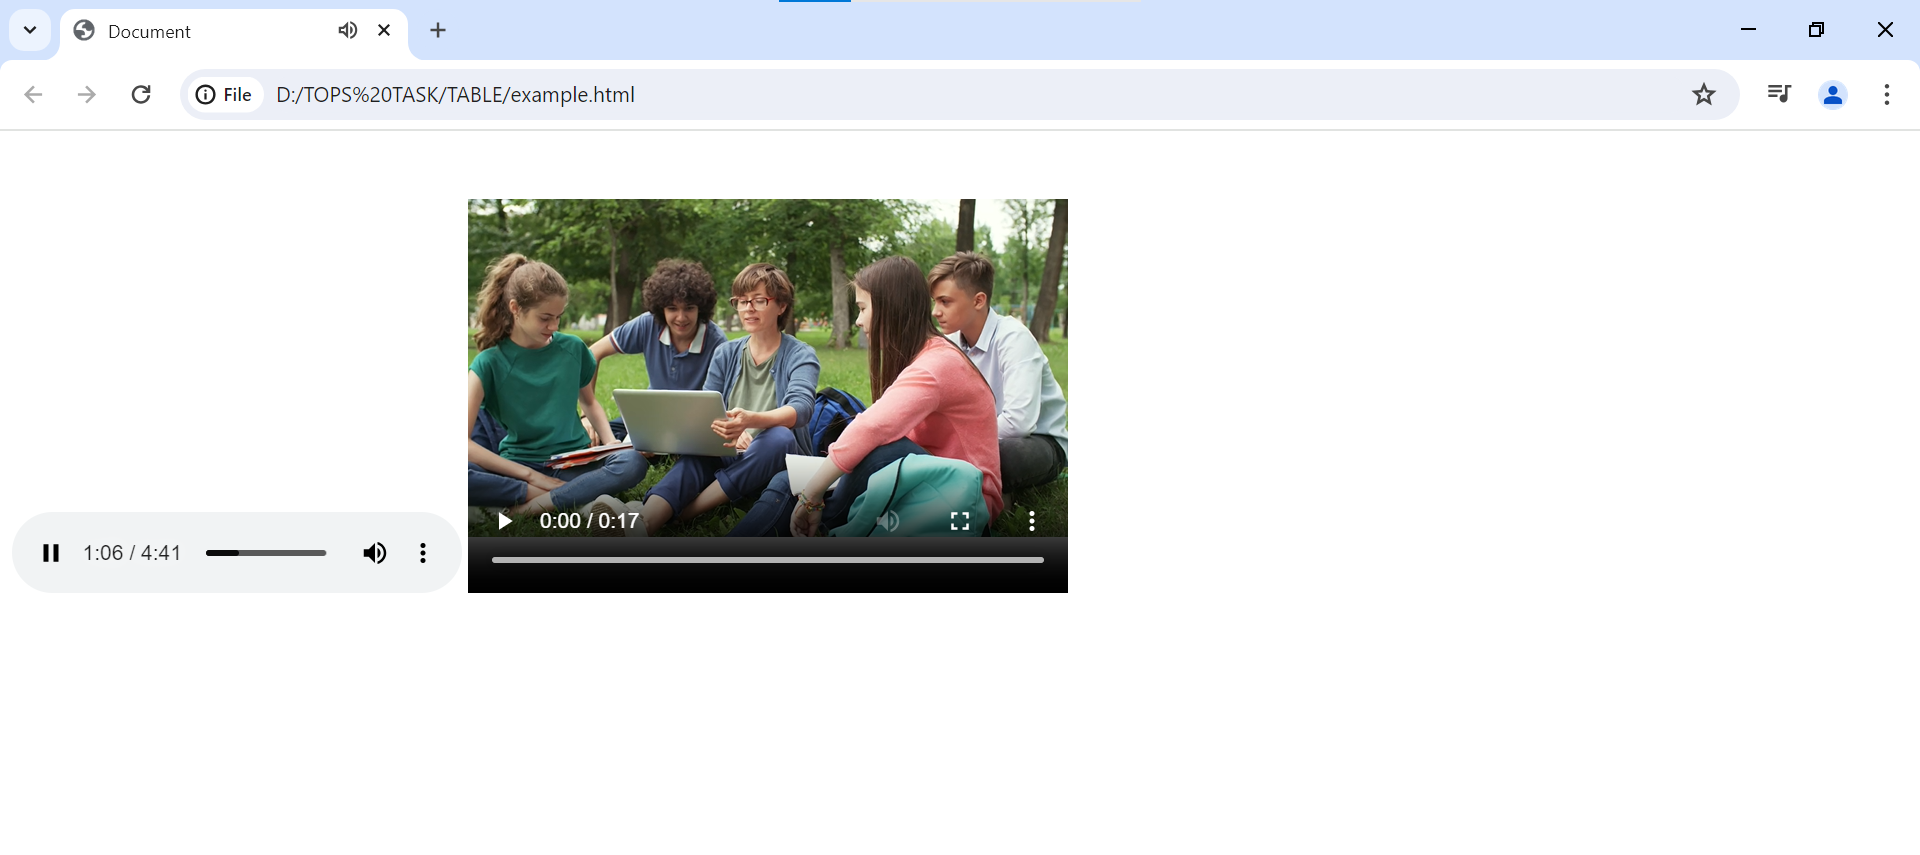 Document
File
D:/TOPS%20TASK/TABLE/example.html
0:00 / 0:17
1:06 / 4:41